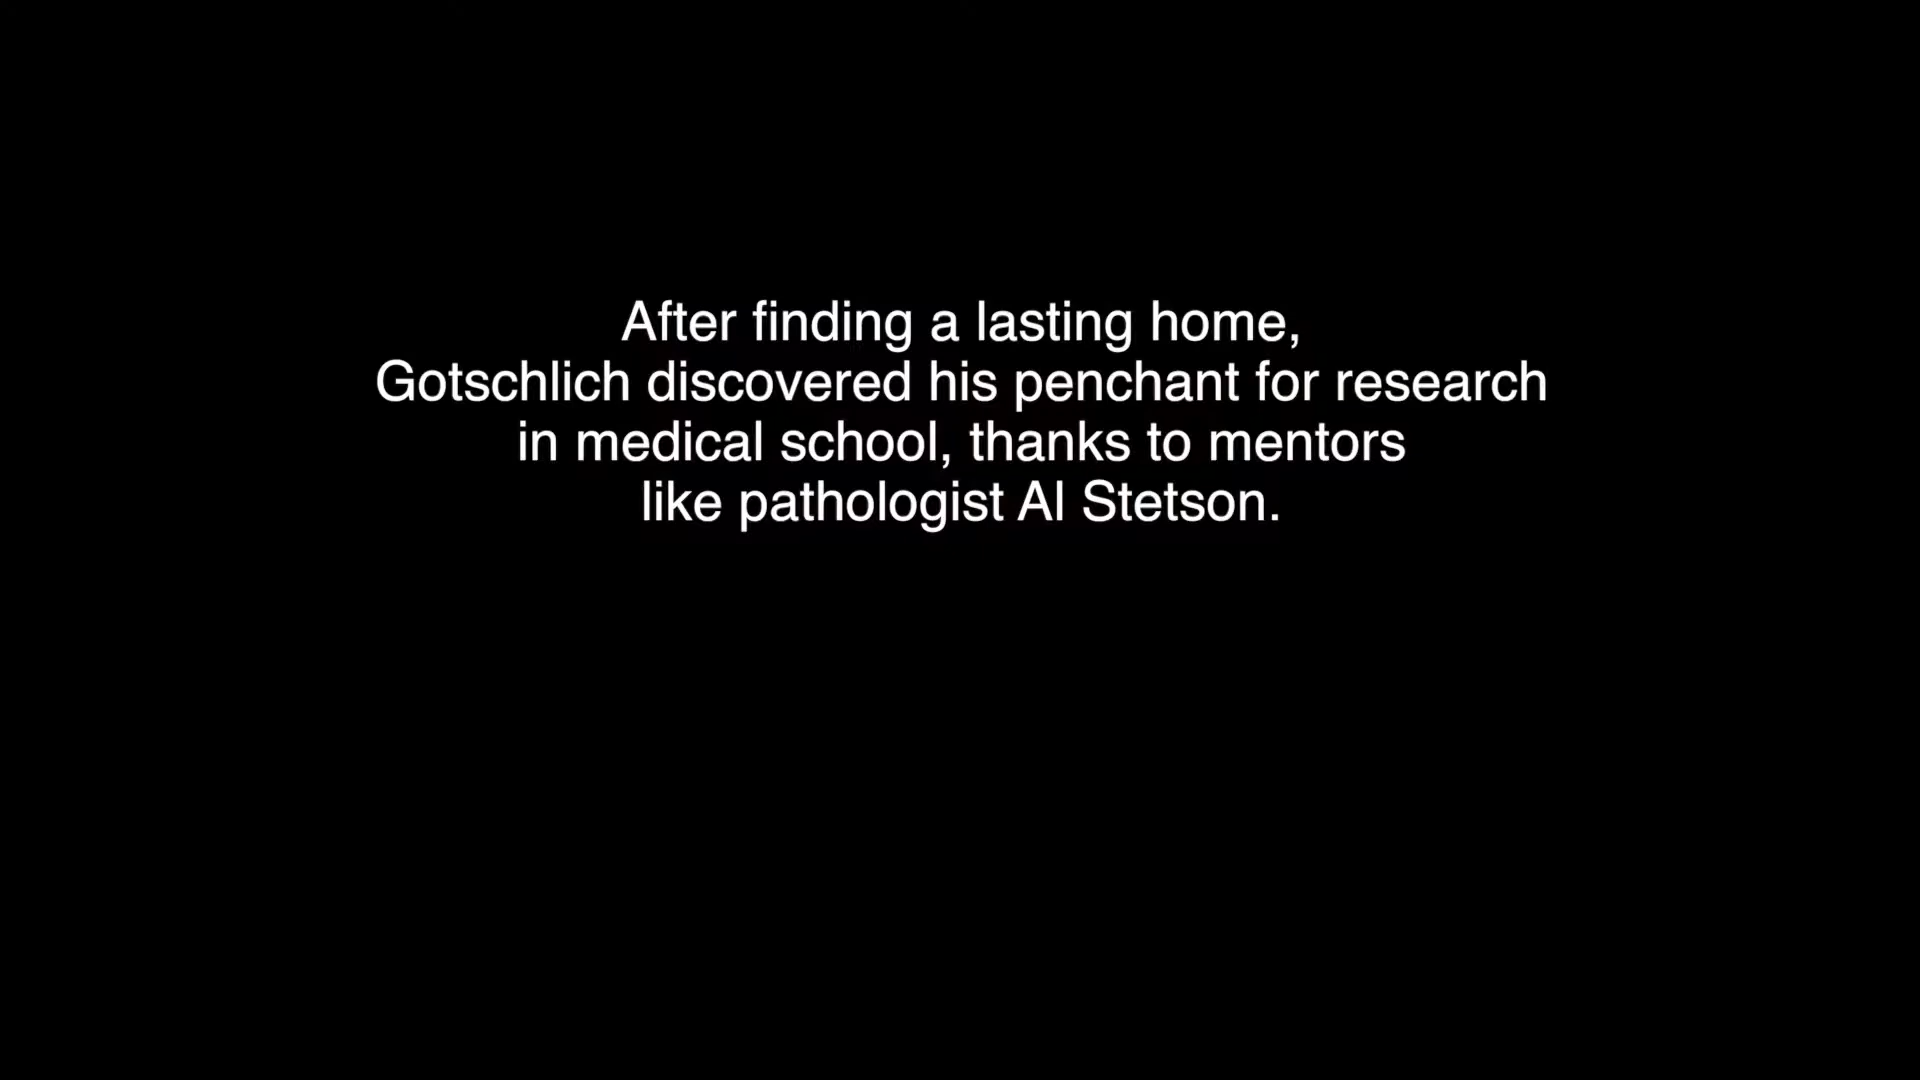 After finding a lasting home,
Gotschlich discovered his penchant for research
in medical school, thanks to mentors
like pathologist Al Stetson.